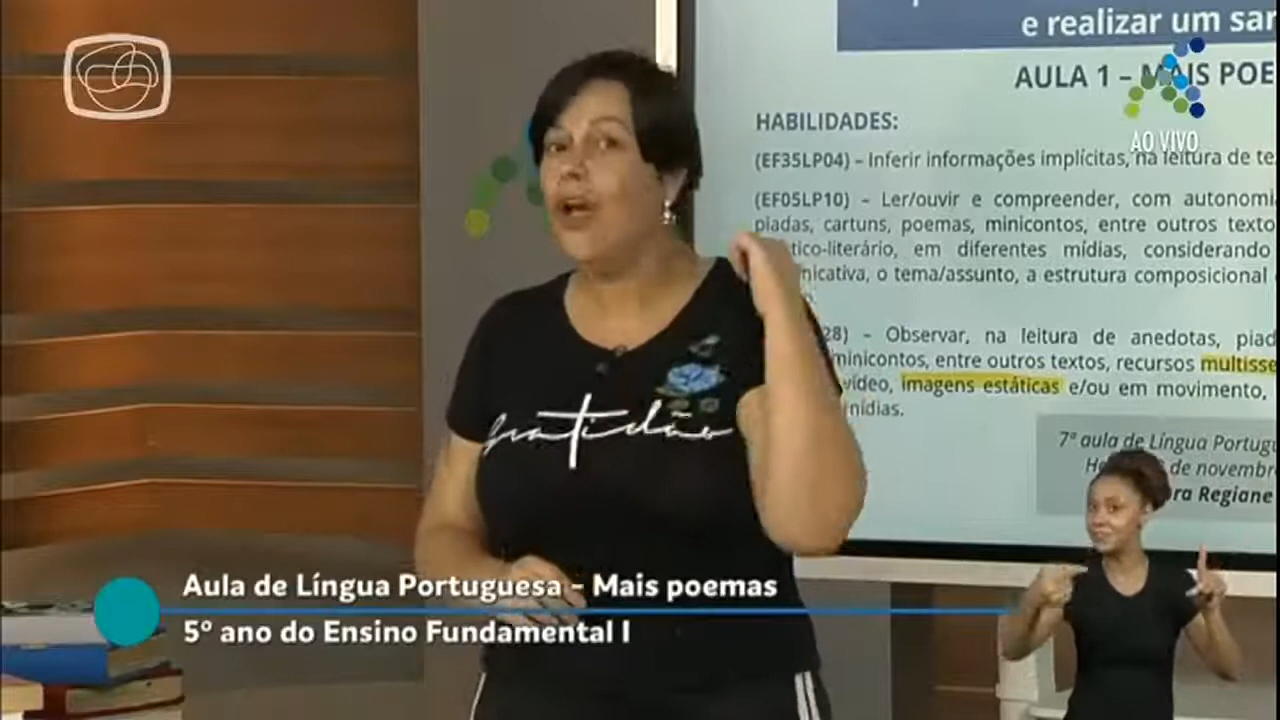 e realizar um sar
AULA 1 – MAIS POE
AO VIVO
HABILIDADES:
(EF35LP04) – Inferir informações implícitas, na leitura de te
(EF05LP10) – Ler/ouvir e compreender, com autonomi
piadas, cartuns, poemas, minicontos, entre outros texto
tico-literário, em diferentes mídias, considerando
nicativa, o tema/assunto, a estrutura composicional
28) – Observar, na leitura de anedotas, piad
minicontos, entre outros textos, recursos multisse
vídeo, imagens estáticas e/ou em movimento,
nídias.
7ª aula de Língua Portugu
de novembr
ra Regiane
gratidão
Aula de Língua Portuguesa - Mais poemas
5º ano do Ensino Fundamental I